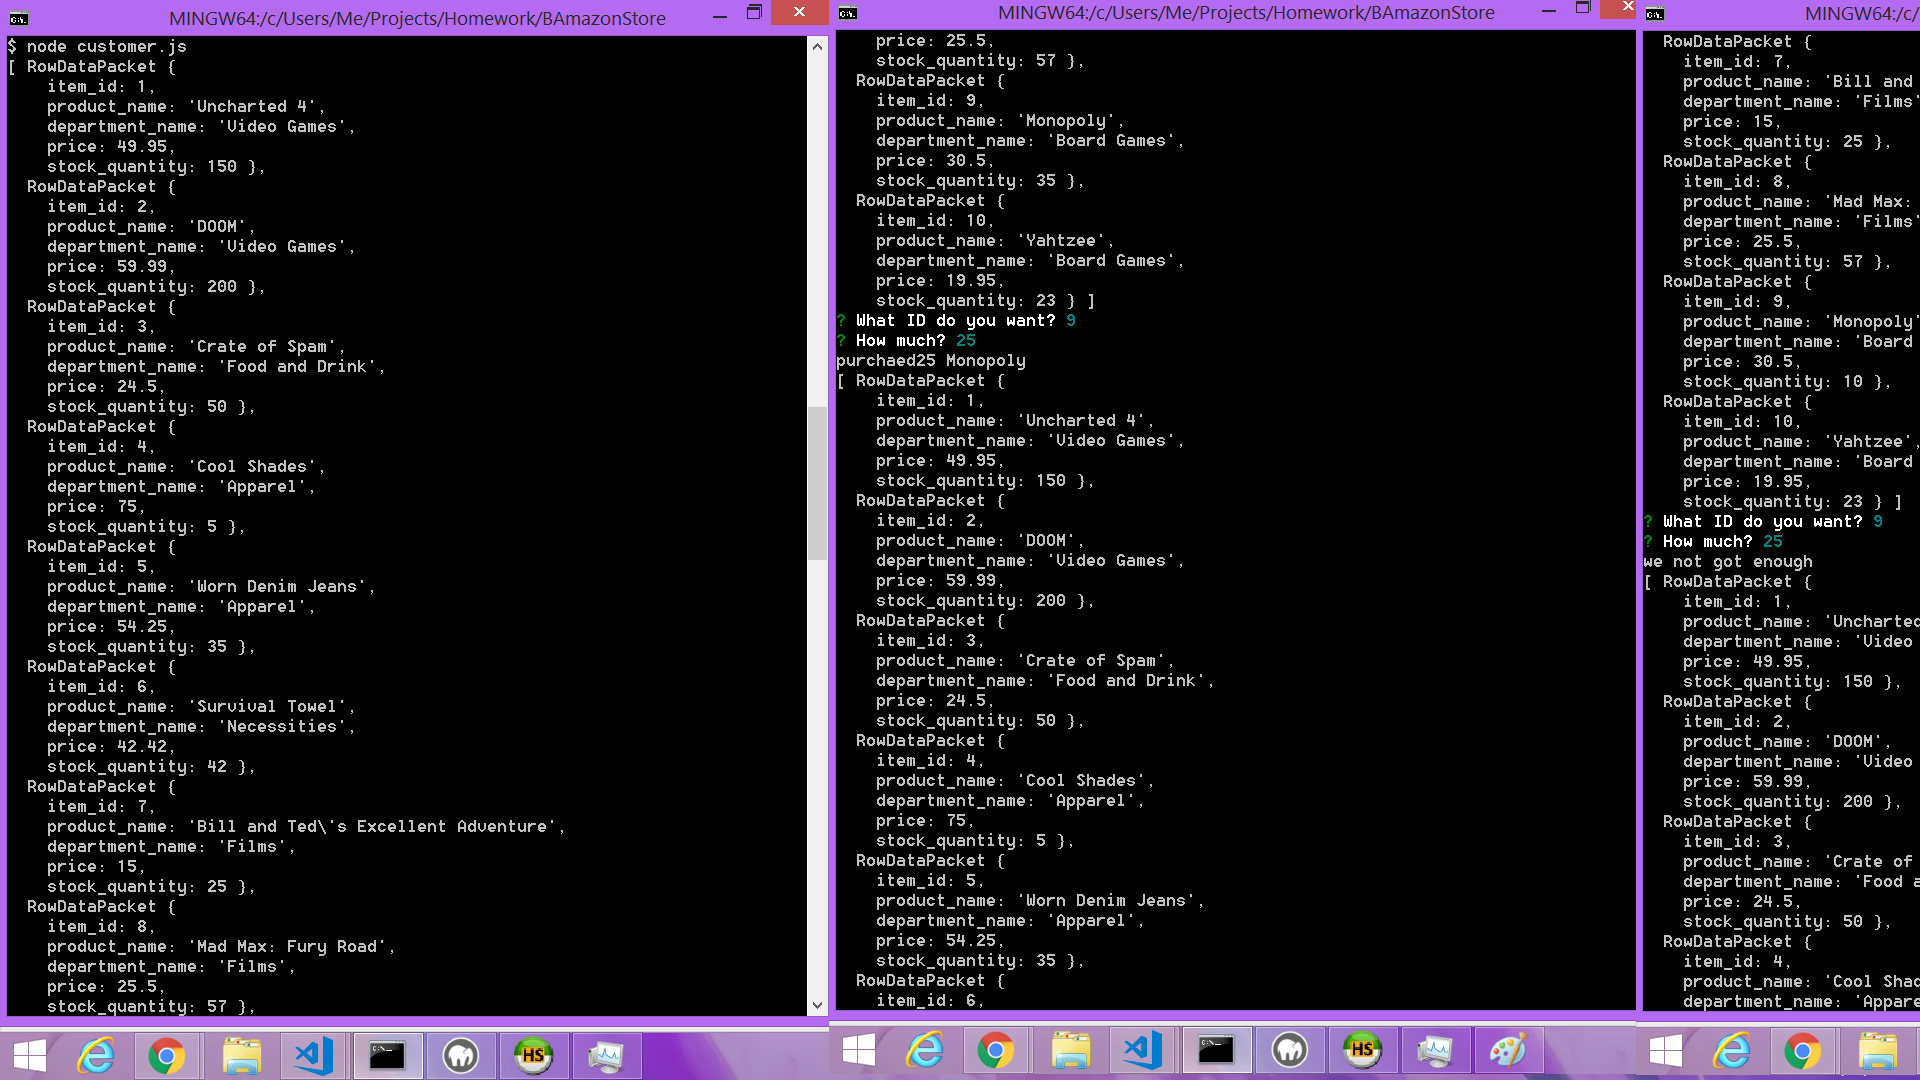 MINGW64:/c/Users/Me/Projects/Homework/BAmazonStore
$ node customer.js
[ RowDataPacket {
item_id: 1,
product_name: 'Uncharted 4',
department_name: 'Video Games',
price: 49.95,
stock_quantity: 150 },
RowDataPacket {
item_id: 2,
product_name: 'DOOM',
department_name: 'Video Games',
price: 59.99,
stock_quantity: 200 },
RowDataPacket {
item_id: 3,
product_name: 'Crate of Spam',
department_name: 'Food and Drink',
price: 24.5,
stock_quantity: 50 },
RowDataPacket {
item_id: 4,
product_name: 'Cool Shades',
department_name: 'Apparel',
price: 75,
stock_quantity: 5 },
RowDataPacket {
item_id: 5,
product_name: 'Worn Denim Jeans',
department_name: 'Apparel',
price: 54.25,
stock_quantity: 35 },
RowDataPacket {
item_id: 6,
product_name: 'Survival Towel',
department_name: 'Necessities',
price: 42.42,
stock_quantity: 42 },
RowDataPacket {
item_id: 7,
product_name: 'Bill and Ted\'s Excellent Adventure',
department_name: 'Films',
price: 15,
stock_quantity: 25 },
RowDataPacket {
item_id: 8,
product_name: 'Mad Max: Fury Road',
department_name: 'Films',
price: 25.5,
stock_quantity: 57 },
MINGW64:/c/Users/Me/Projects/Homework/BAmazonStore
price: 25.5,
stock_quantity: 57 },
RowDataPacket {
item_id: 9,
product_name: 'Monopoly',
department_name: 'Board Games',
price: 30.5,
stock_quantity: 35 },
RowDataPacket {
item_id: 10,
product_name: 'Yahtzee',
department_name: 'Board Games',
price: 19.95,
stock_quantity: 23 } ]
? What ID do you want? 9
? How much? 25
purchaed25 Monopoly
[ RowDataPacket {
item_id: 1,
product_name: 'Uncharted 4',
department_name: 'Video Games',
price: 49.95,
stock_quantity: 150 },
RowDataPacket {
item_id: 2,
product_name: 'DOOM',
department_name: 'Video Games',
price: 59.99,
stock_quantity: 200 },
RowDataPacket {
item_id: 3,
product_name: 'Crate of Spam',
department_name: 'Food and Drink',
price: 24.5,
stock_quantity: 50 },
RowDataPacket {
item_id: 4,
product_name: 'Cool Shades',
department_name: 'Apparel',
price: 75,
stock_quantity: 5 },
RowDataPacket {
item_id: 5,
product_name: 'Worn Denim Jeans',
department_name: 'Apparel',
price: 54.25,
stock_quantity: 35 },
RowDataPacket {
item_id: 6,
MINGW64:/c/
RowDataPacket {
item_id: 7,
product_name: 'Bill and
department_name: 'Films'
price: 15,
stock_quantity: 25 },
RowDataPacket {
item_id: 8,
product_name: 'Mad Max:
department_name: 'Films'
price: 25.5,
stock_quantity: 57 },
RowDataPacket {
item_id: 9,
product_name: 'Monopoly'
department_name: 'Board
price: 30.5,
stock_quantity: 10 },
RowDataPacket {
item_id: 10,
product_name: 'Yahtzee',
department_name: 'Board
price: 19.95,
stock_quantity: 23 } ]
? What ID do you want? 9
? How much? 25
we not got enough
[ RowDataPacket {
item_id: 1,
product_name: 'Uncharted
department_name: 'Video
price: 49.95,
stock_quantity: 150 },
RowDataPacket {
item_id: 2,
product_name: 'DOOM',
department_name: 'Video
price: 59.99,
stock_quantity: 200 },
RowDataPacket {
item_id: 3,
product_name: 'Crate of
department_name: 'Food a
price: 24.5,
stock_quantity: 50 },
RowDataPacket {
item_id: 4,
product_name: 'Cool Shad
department_name: 'Appare
HS
HS